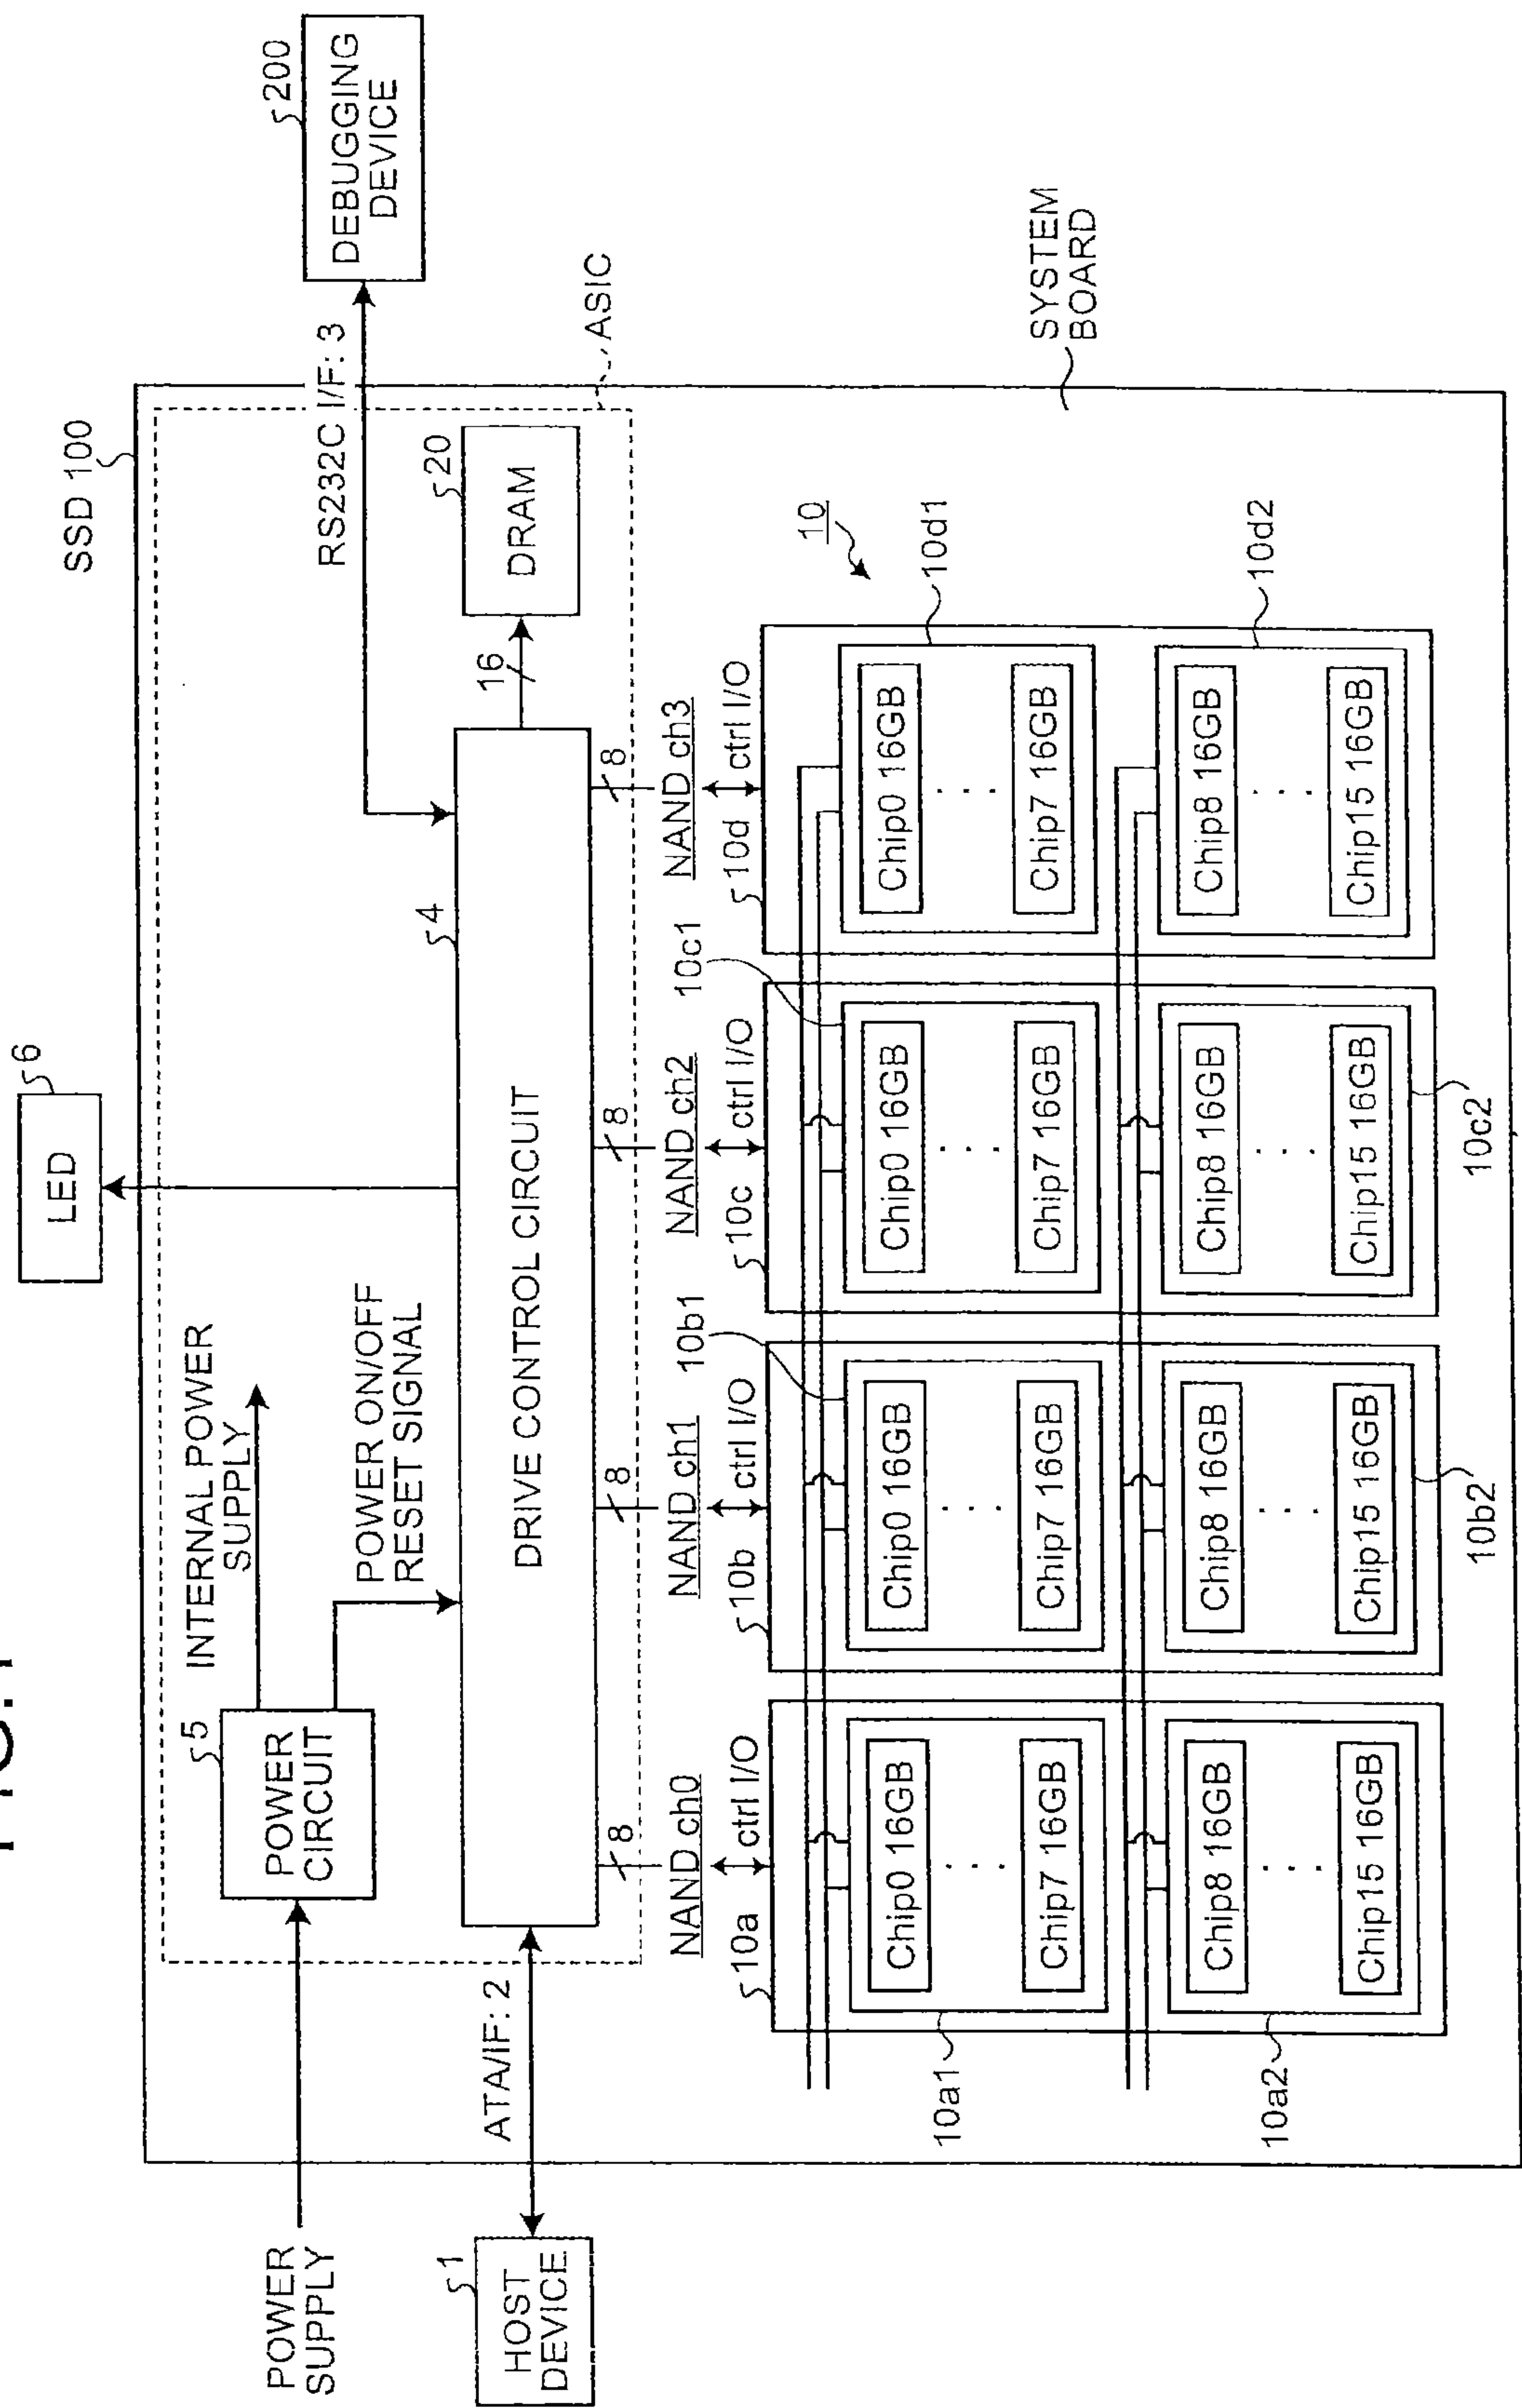 FIG.1
SSD 100
POWER
SUPPLY
5
POWER
CIRCUIT
INTERNAL POWER
SUPPLY
POWER ON/OFF
RESET SIGNAL
LED
6
RS232C I/F: 3
200
DEBUGGING
DEVICE
ASIC
1
HOST
DEVICE
ATA/IF: 2
DRIVE CONTROL CIRCUIT
4
16
DRAM
20
8
8
8
8
NAND ch0
NAND ch1
NAND ch2
NAND ch3
10a
ctrl I/O
10b
ctrl I/O
10c
ctrl I/O
10d
ctrl I/O
10b1
10c1
10
10d1
SYSTEM
BOARD
Chip0 16GB
Chip0 16GB
Chip0 16GB
Chip0 16GB
· · ·
· · ·
· · ·
· · ·
Chip7 16GB
Chip7 16GB
Chip7 16GB
Chip7 16GB
10a1
10d2
Chip8 16GB
Chip8 16GB
Chip8 16GB
Chip8 16GB
· · ·
· · ·
· · ·
· · ·
Chip15 16GB
Chip15 16GB
Chip15 16GB
Chip15 16GB
10a2
10b2
10c2